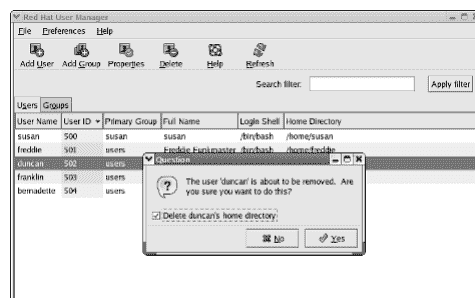 Red Hat User Manager
File Preferences Help
Add User Add Group Properties Delete Help Refresh
Search filter: Apply filter
Users Groups
User Name User ID Primary Group Full Name Login Shell Home Directory
susan 500 susan susan /bin/bash /home/susan
freddie 501 users Freddie Funkmaster /bin/bash /home/freddie
duncan 502 users
franklin 503 users
bernadette 504 users
Question
The user 'duncan' is about to be removed. Are
you sure you want to do this?
Delete duncan's home directory
No Yes